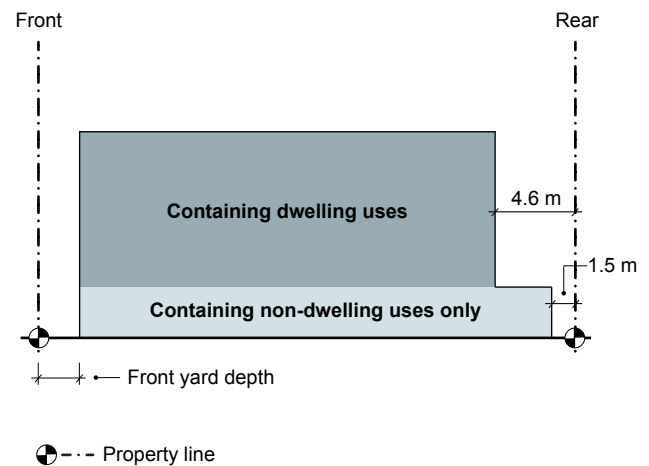 Front
Rear
4.6 m
Containing dwelling uses
1.5 m
Containing non-dwelling uses only
Front yard depth
Property line